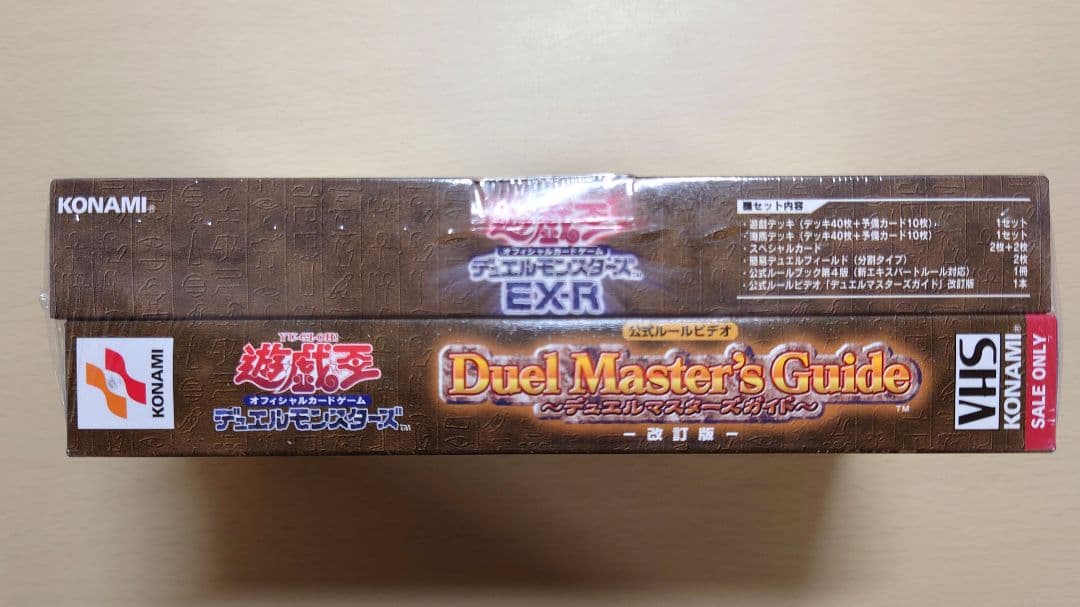 KONAMI®
遊戯王
オフィシャルカードゲーム
デュエルモンスターズ™
EX-R
■セット内容
・遊戯デッキ（デッキ40枚＋予備カード10枚） 1セット
・海馬デッキ（デッキ40枚＋予備カード10枚） 1セット
・スペシャルカード 2枚＋2枚
・簡易デュエルフィールド（分割タイプ） 2枚
・公式ルールブック第4版（新エキスパートルール対応） 1冊
・公式ルールビデオ「デュエルマスターズガイド」改訂版 1本
KONAMI
YU-GI-OH!
遊戯王
オフィシャルカードゲーム
デュエルモンスターズ™
公式ルールビデオ
Duel Master's Guide™
～デュエルマスターズガイド～
－改訂版－
VHS
KONAMI®
SALE ONLY